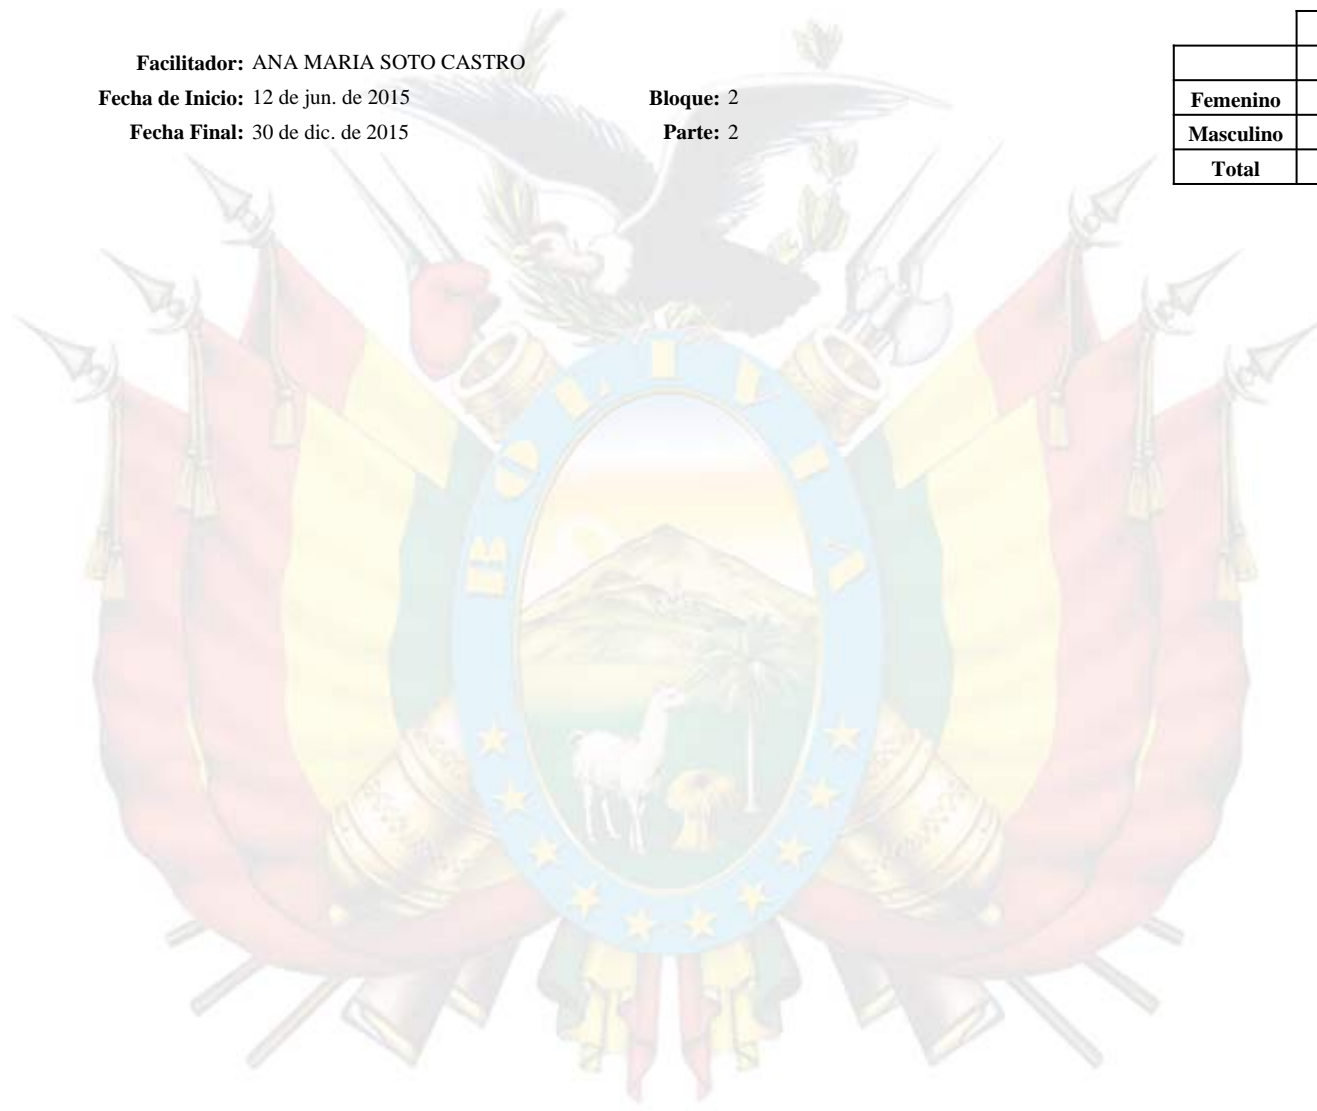 Facilitador: ANA MARIA SOTO CASTRO
Fecha de Inicio: 12 de jun. de 2015 Bloque: 2
Fecha Final: 30 de dic. de 2015 Parte: 2
Femenino
Masculino
Total
BOLIVIA